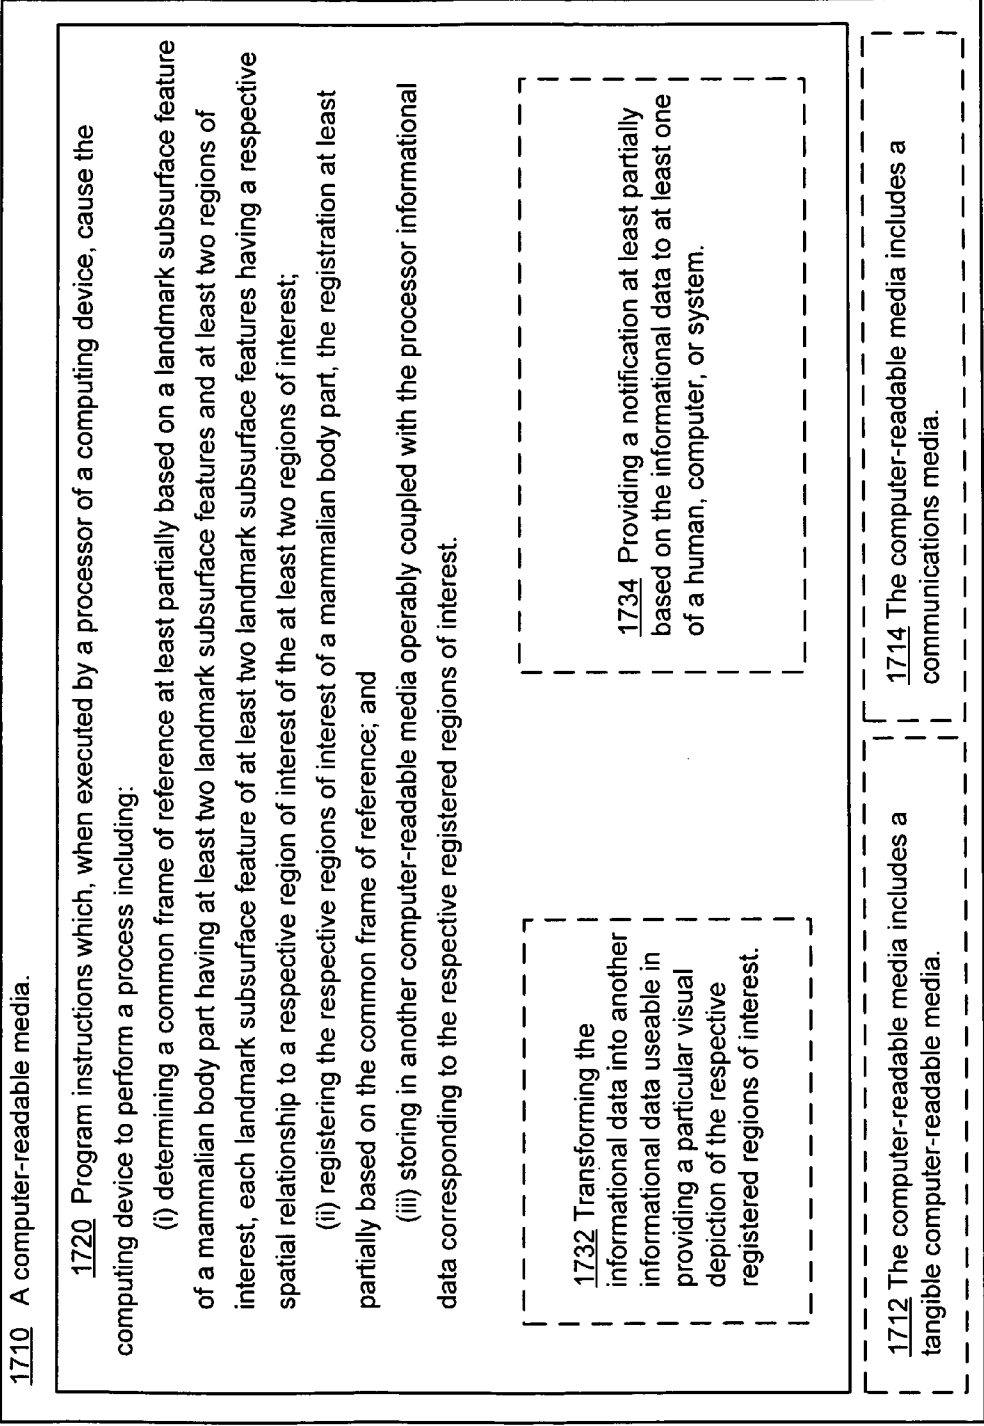 1710 A computer-readable media.
1720 Program instructions which, when executed by a processor of a computing device, cause the
computing device to perform a process including:
(i) determining a common frame of reference at least partially based on a landmark subsurface feature
of a mammalian body part having at least two landmark subsurface features and at least two regions of
interest, each landmark subsurface feature of at least two landmark subsurface features having a respective
spatial relationship to a respective region of interest of the at least two regions of interest;
(ii) registering the respective regions of interest of a mammalian body part, the registration at least
partially based on the common frame of reference; and
(iii) storing in another computer-readable media operably coupled with the processor informational
data corresponding to the respective registered regions of interest.
1732 Transforming the
informational data into another
informational data useable in
providing a particular visual
depiction of the respective
registered regions of interest.
1734 Providing a notification at least partially
based on the informational data to at least one
of a human, computer, or system.
1712 The computer-readable media includes a
tangible computer-readable media.
1714 The computer-readable media includes a
communications media.